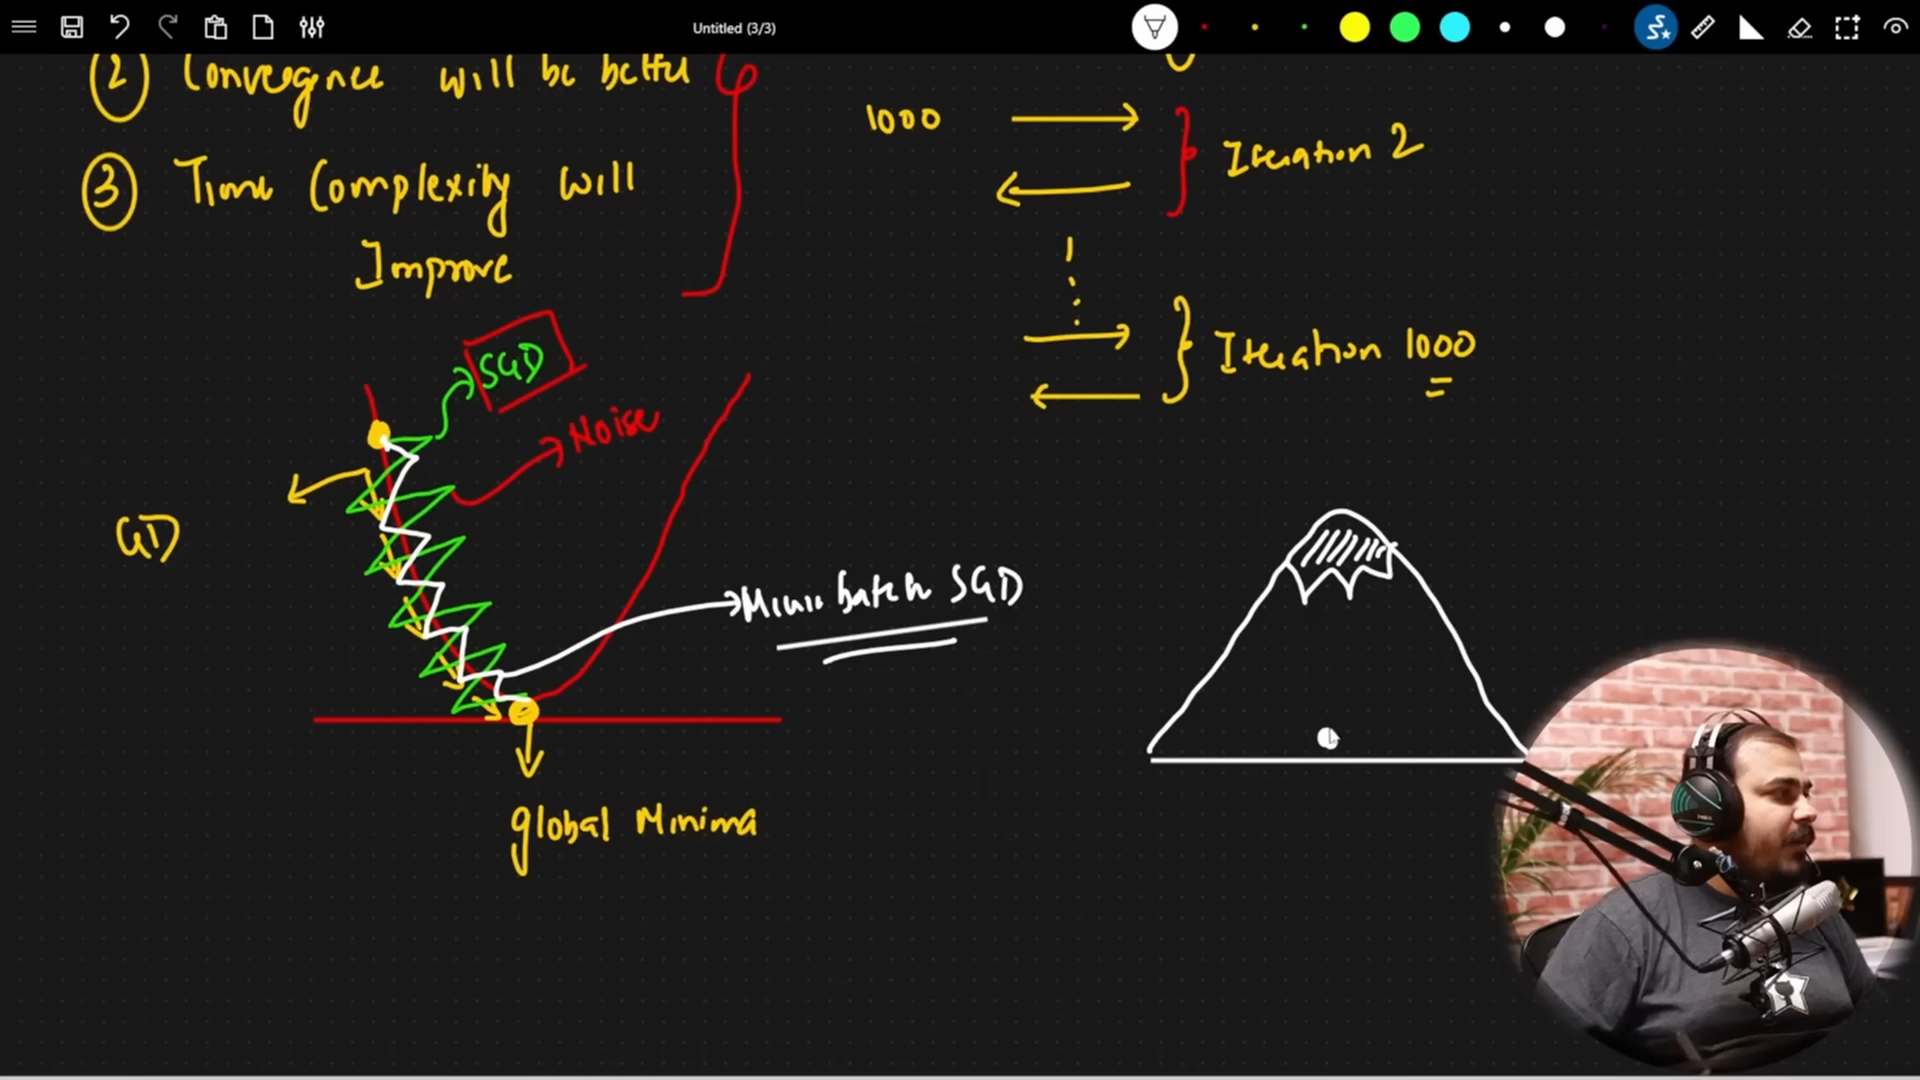 Untitled (3/3)
② Convergence will be better
③ Time Complexity will
Improve
1000
Iteration 2
Iteration 1000
SGD
Noise
GD
Mini batch SGD
global Minima